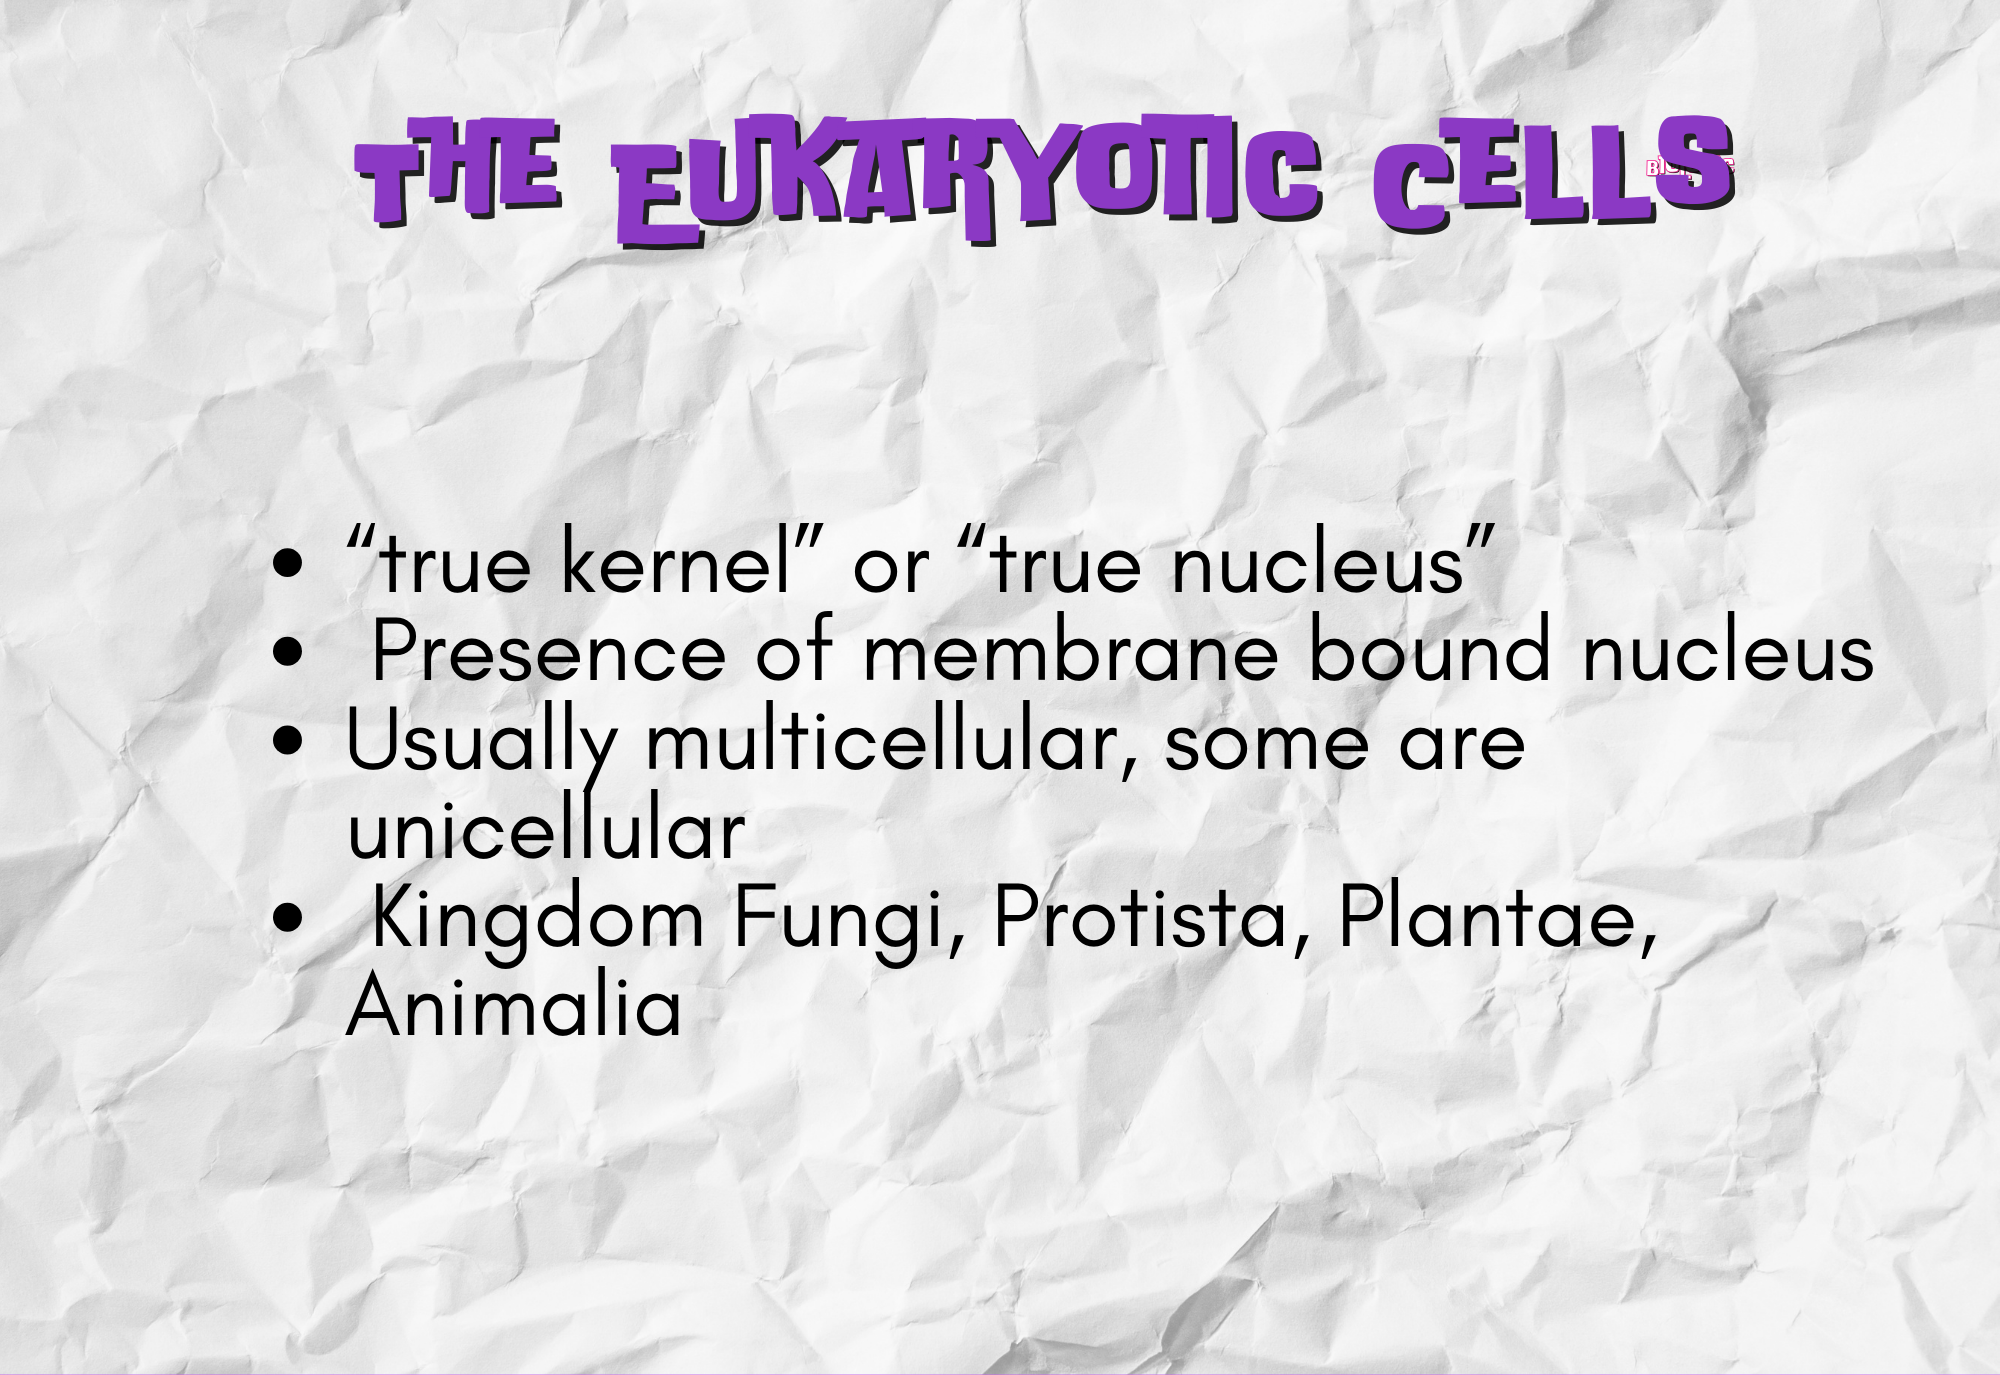 THE EUKARYOTIC CELLS
• “true kernel” or “true nucleus”
• Presence of membrane bound nucleus
• Usually multicellular, some are
unicellular
• Kingdom Fungi, Protista, Plantae,
Animalia